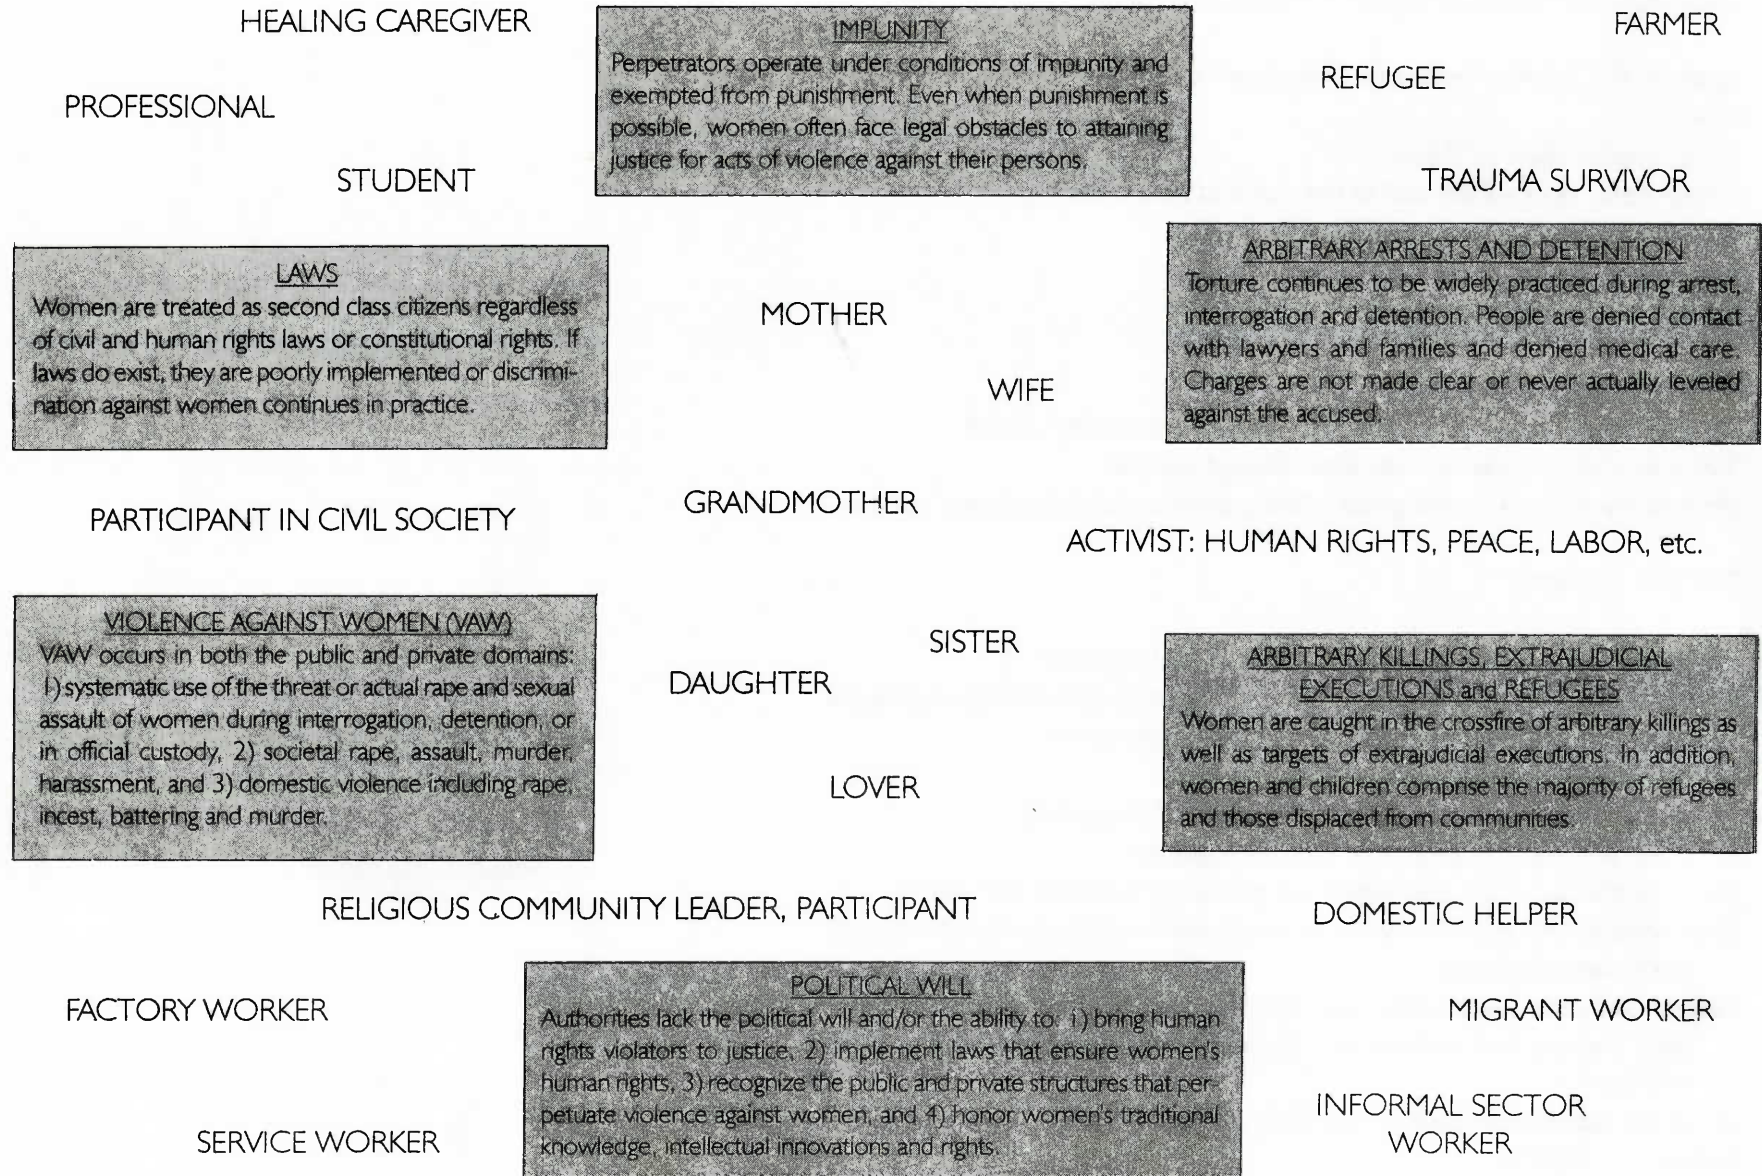 HEALING CAREGIVER
IMPUNITY
Perpetrators operate under conditions of impunity and
exempted from punishment. Even when punishment is
possible, women often face legal obstacles to attaining
justice for acts of violence against their persons.
FARMER
REFUGEE
PROFESSIONAL
STUDENT
TRAUMA SURVIVOR
LAWS
Women are treated as second class citizens regardless
of civil and human rights laws or constitutional rights. If
laws do exist, they are poorly implemented or discrimi-
nation against women continues in practice.
MOTHER
WIFE
ARBITRARY ARRESTS AND DETENTION
Torture continues to be widely practiced during arrest,
interrogation and detention. People are denied contact
with lawyers and families and denied medical care.
Charges are not made clear or never actually leveled
against the accused.
PARTICIPANT IN CIVIL SOCIETY
GRANDMOTHER
ACTIVIST: HUMAN RIGHTS, PEACE, LABOR, etc.
VIOLENCE AGAINST WOMEN (VAW)
VAW occurs in both the public and private domains:
1) systematic use of the threat or actual rape and sexual
assault of women during interrogation, detention, or
in official custody, 2) societal rape, assault, murder,
harassment, and 3) domestic violence including rape,
incest, battering and murder.
SISTER
DAUGHTER
LOVER
ARBITRARY KILLINGS, EXTRAJUDICIAL
EXECUTIONS and REFUGEES
Women are caught in the crossfire of arbitrary killings as
well as targets of extrajudicial executions. In addition,
women and children comprise the majority of refugees
and those displaced from communities.
RELIGIOUS COMMUNITY LEADER, PARTICIPANT
DOMESTIC HELPER
FACTORY WORKER
POLITICAL WILL
Authorities lack the political will and/or the ability to: 1) bring human
rights violators to justice, 2) implement laws that ensure women's
human rights, 3) recognize the public and private structures that per-
petuate violence against women, and 4) honor women's traditional
knowledge, intellectual innovations and rights.
MIGRANT WORKER
SERVICE WORKER
INFORMAL SECTOR
WORKER